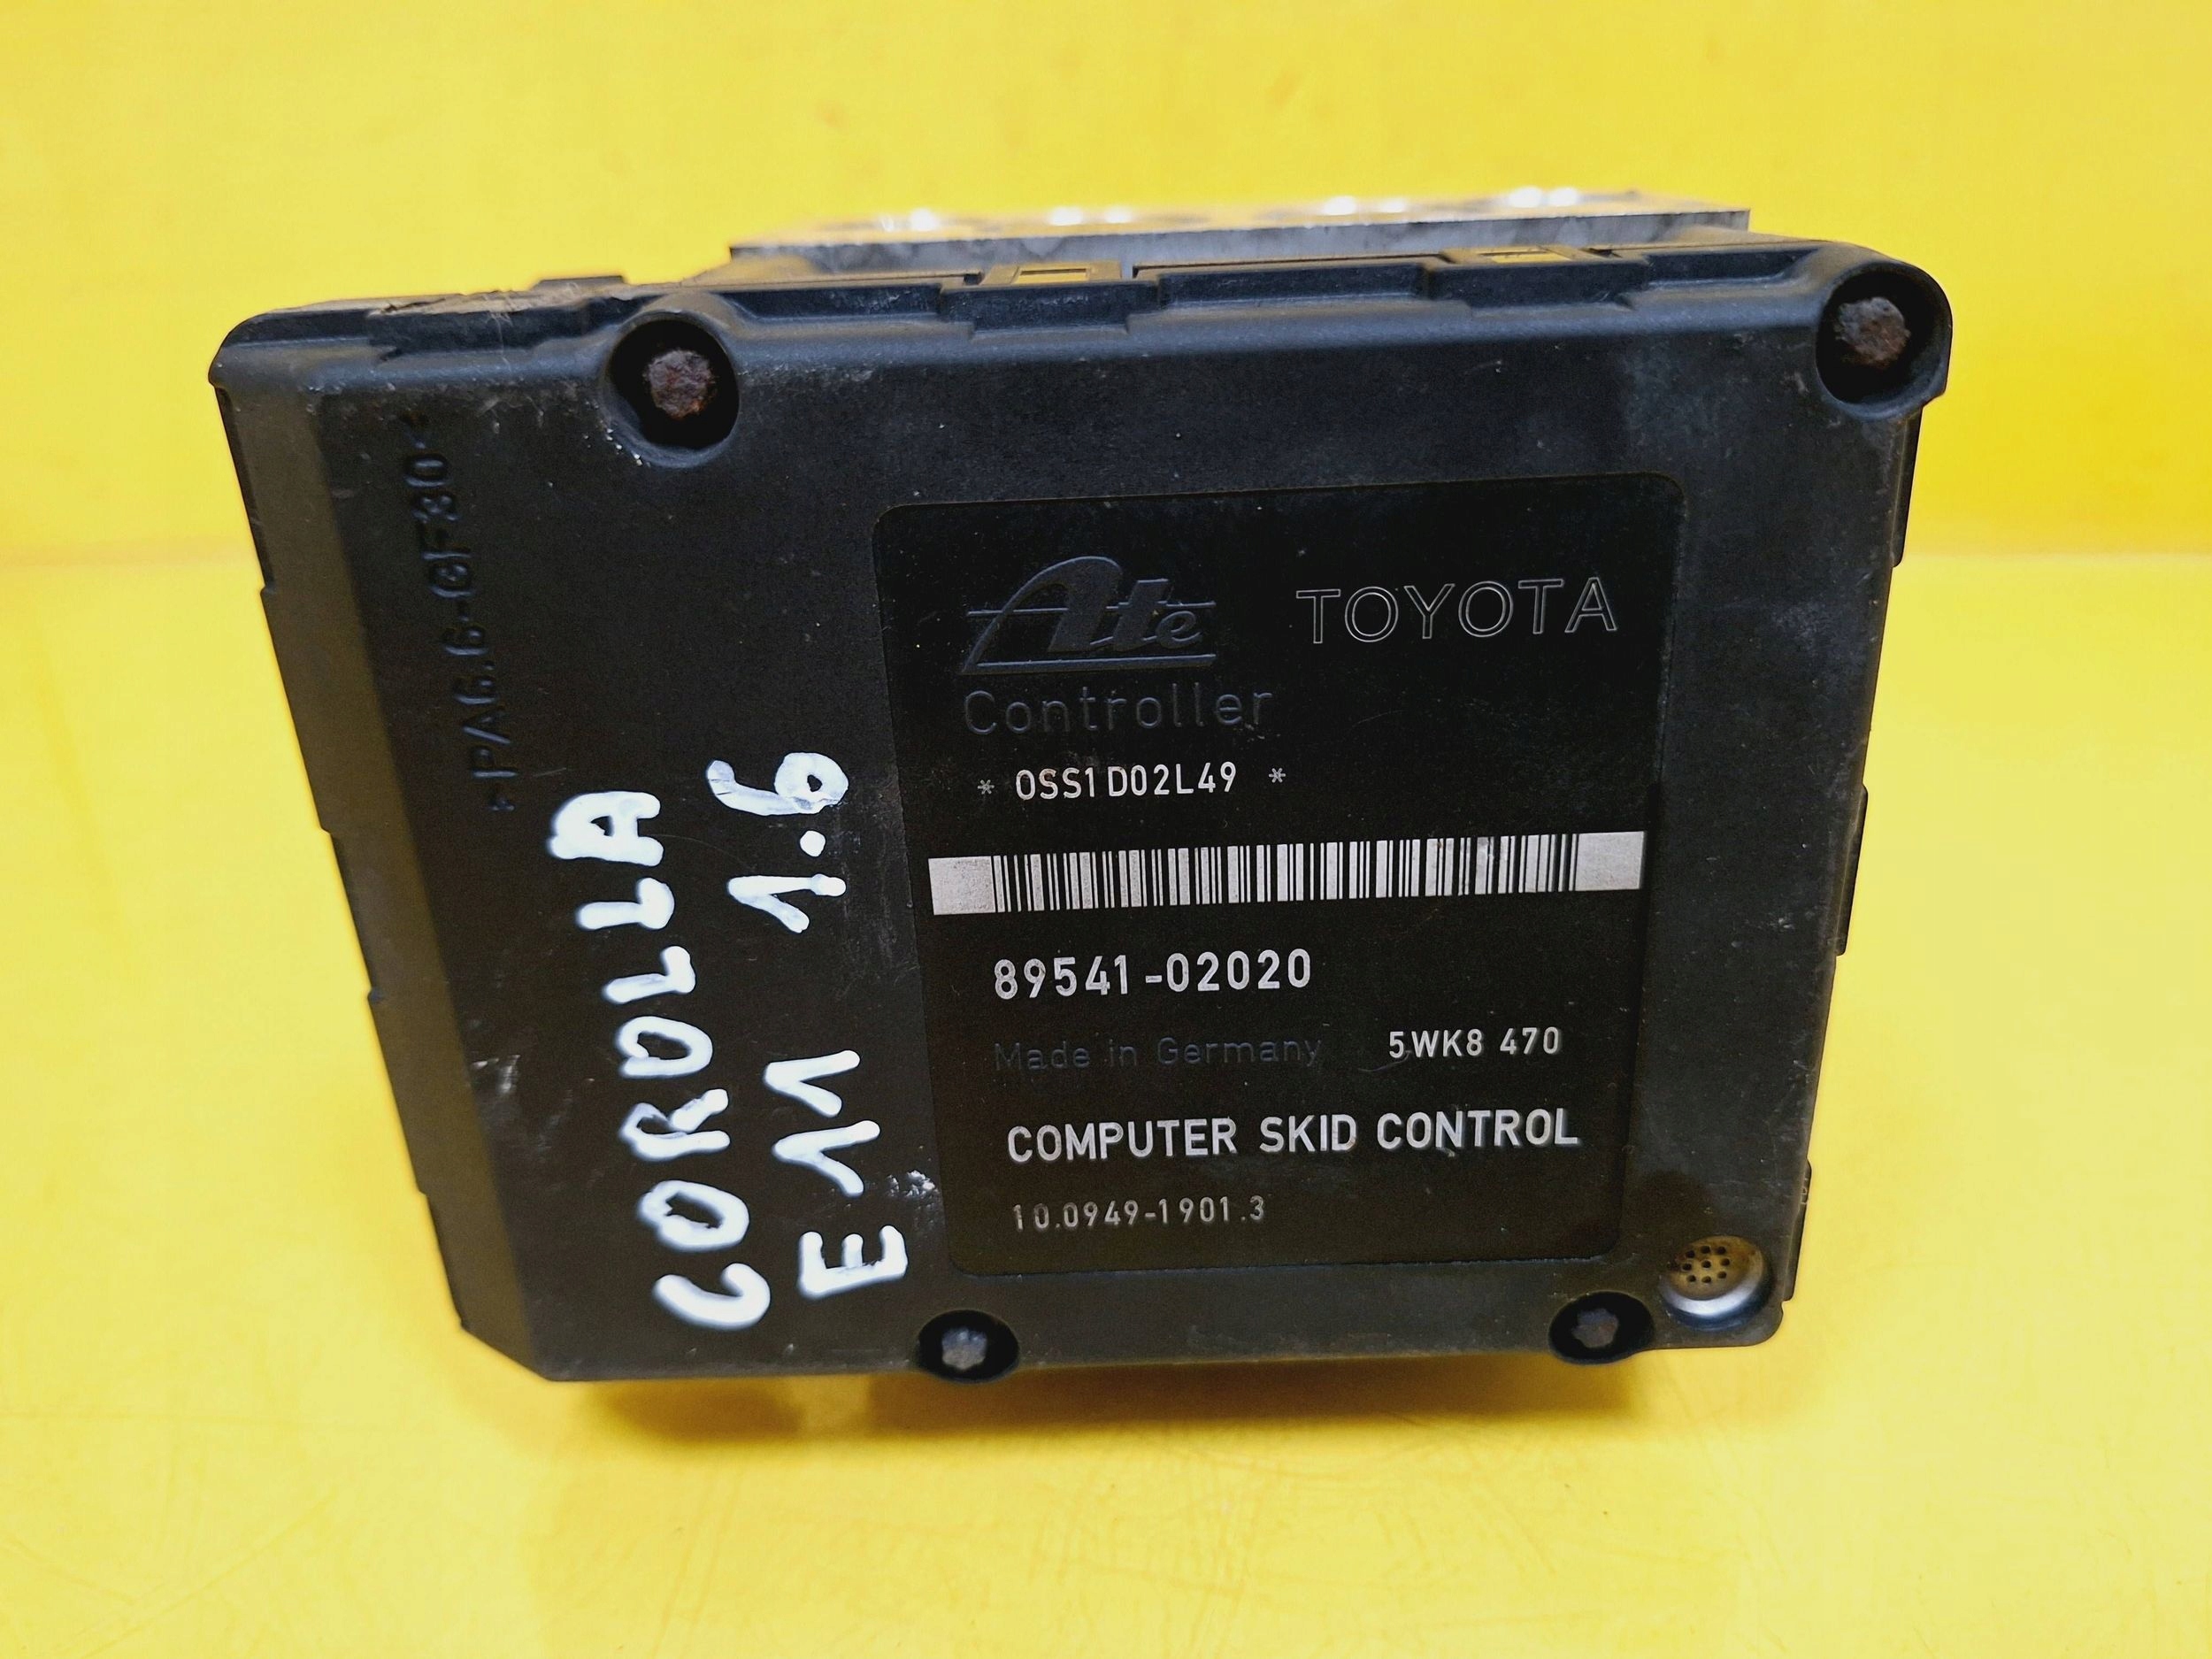 >PA6.6-GF30<
COROLLA
E11 1.6
Ate TOYOTA
Controller
* 0SS1D02L49 *
89541-02020
Made in Germany 5WK8 470
COMPUTER SKID CONTROL
10.0949-1901.3